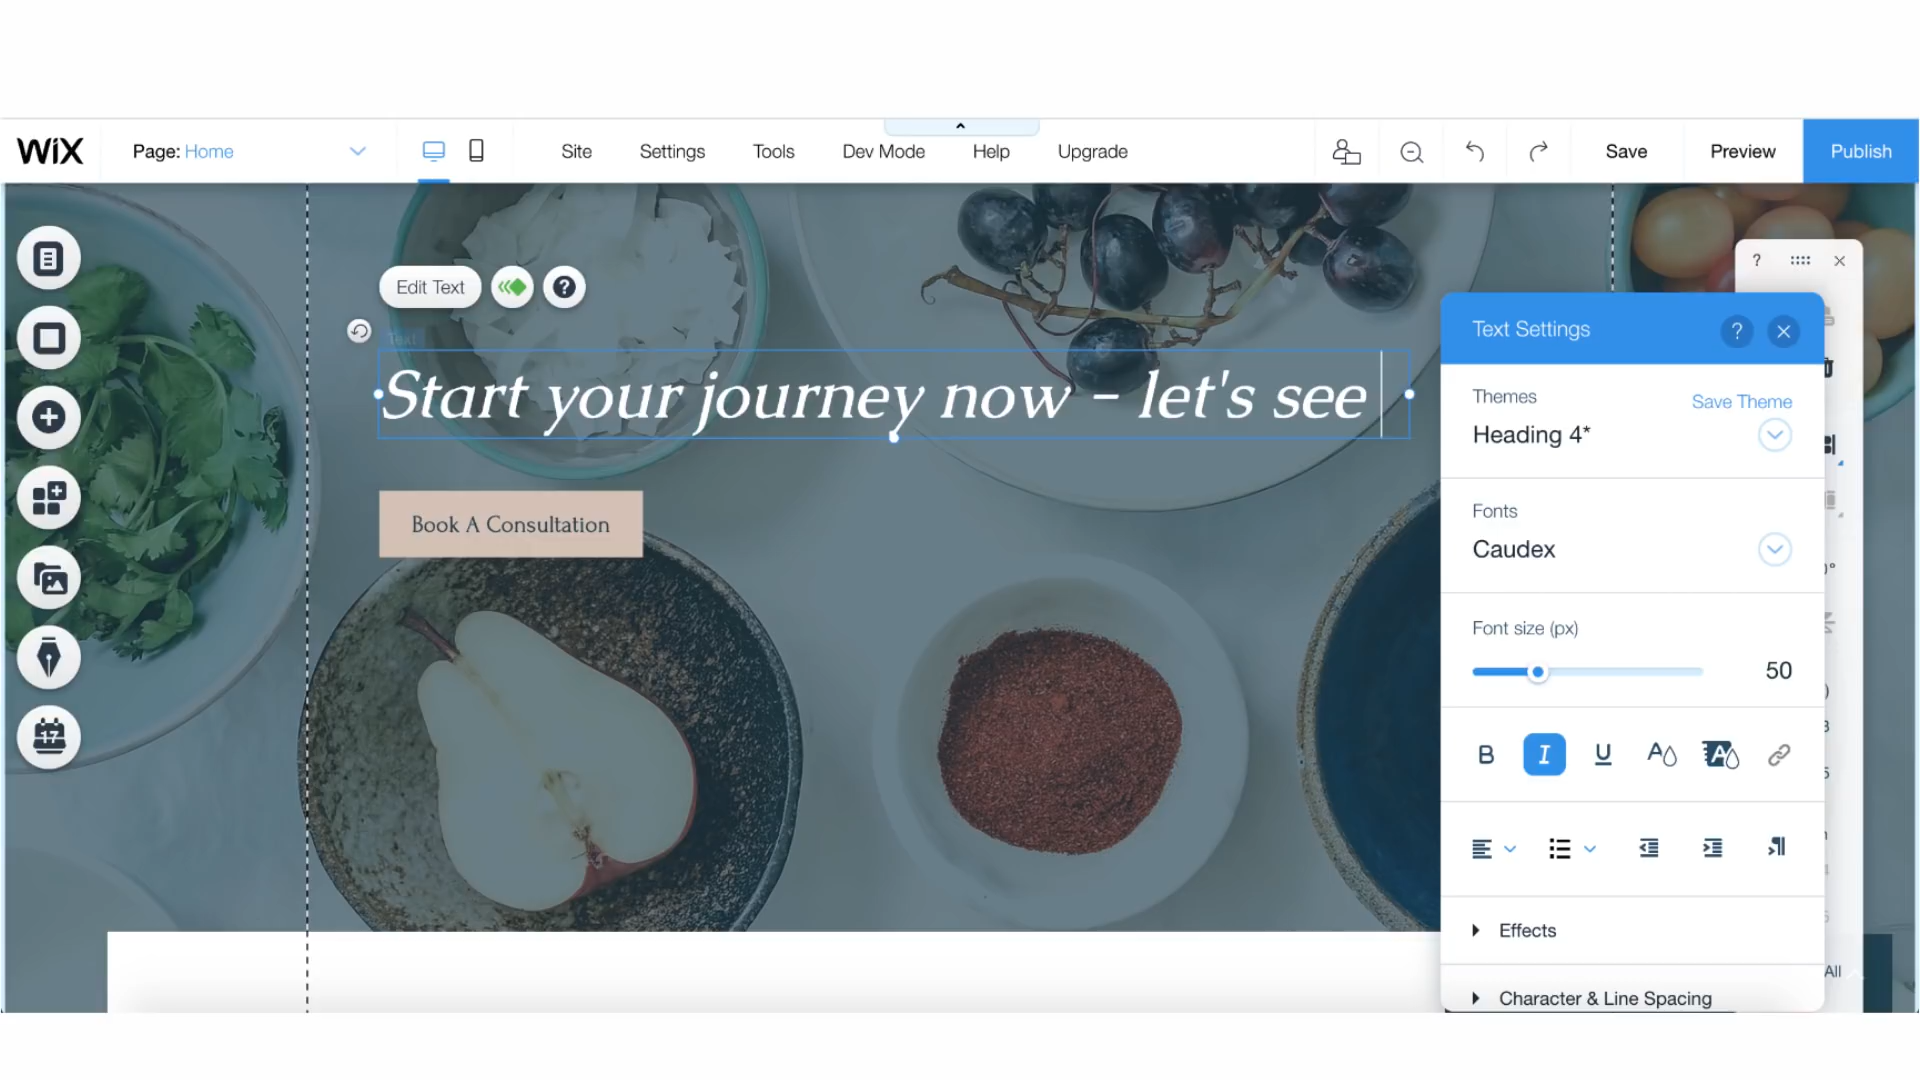 WiX
Page: Home
Site
Settings
Tools
Dev Mode
Help
Upgrade
Save
Preview
Publish
Edit Text
?
Text
Start your journey now - let's see
Book A Consultation
17
?
Text Settings
?
Themes
Save Theme
Heading 4*
Fonts
Caudex
Font size (px)
50
B I U A A
Effects
Character & Line Spacing
All